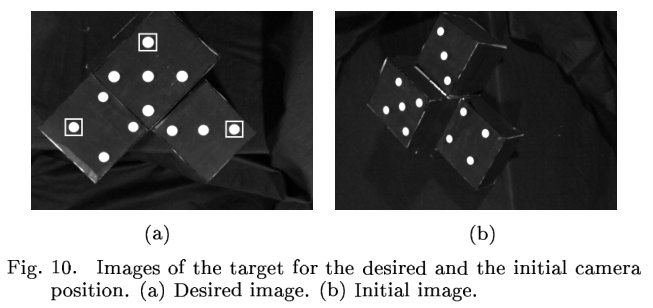 (a)
(b)
Fig. 10. Images of the target for the desired and the initial camera
position. (a) Desired image. (b) Initial image.